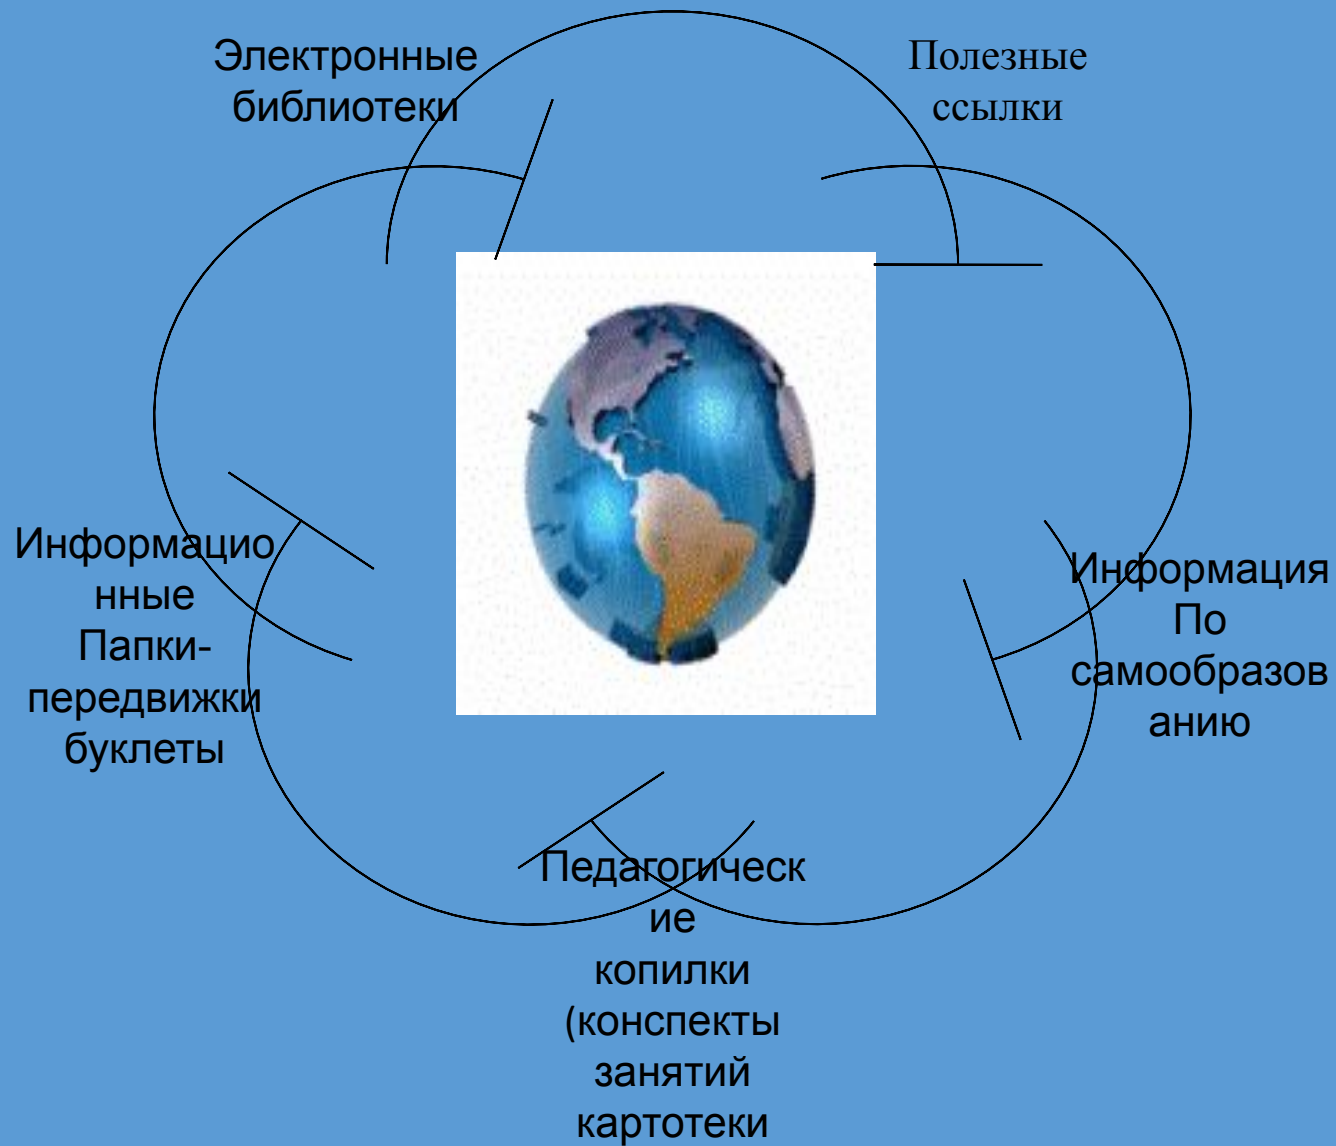 Электронные
библиотеки
Полезные
ссылки
Информацио
нные
Папки-
передвижки
буклеты
Информация
По
самообразов
анию
Педагогическ
ие
копилки
(конспекты
занятий
картотеки